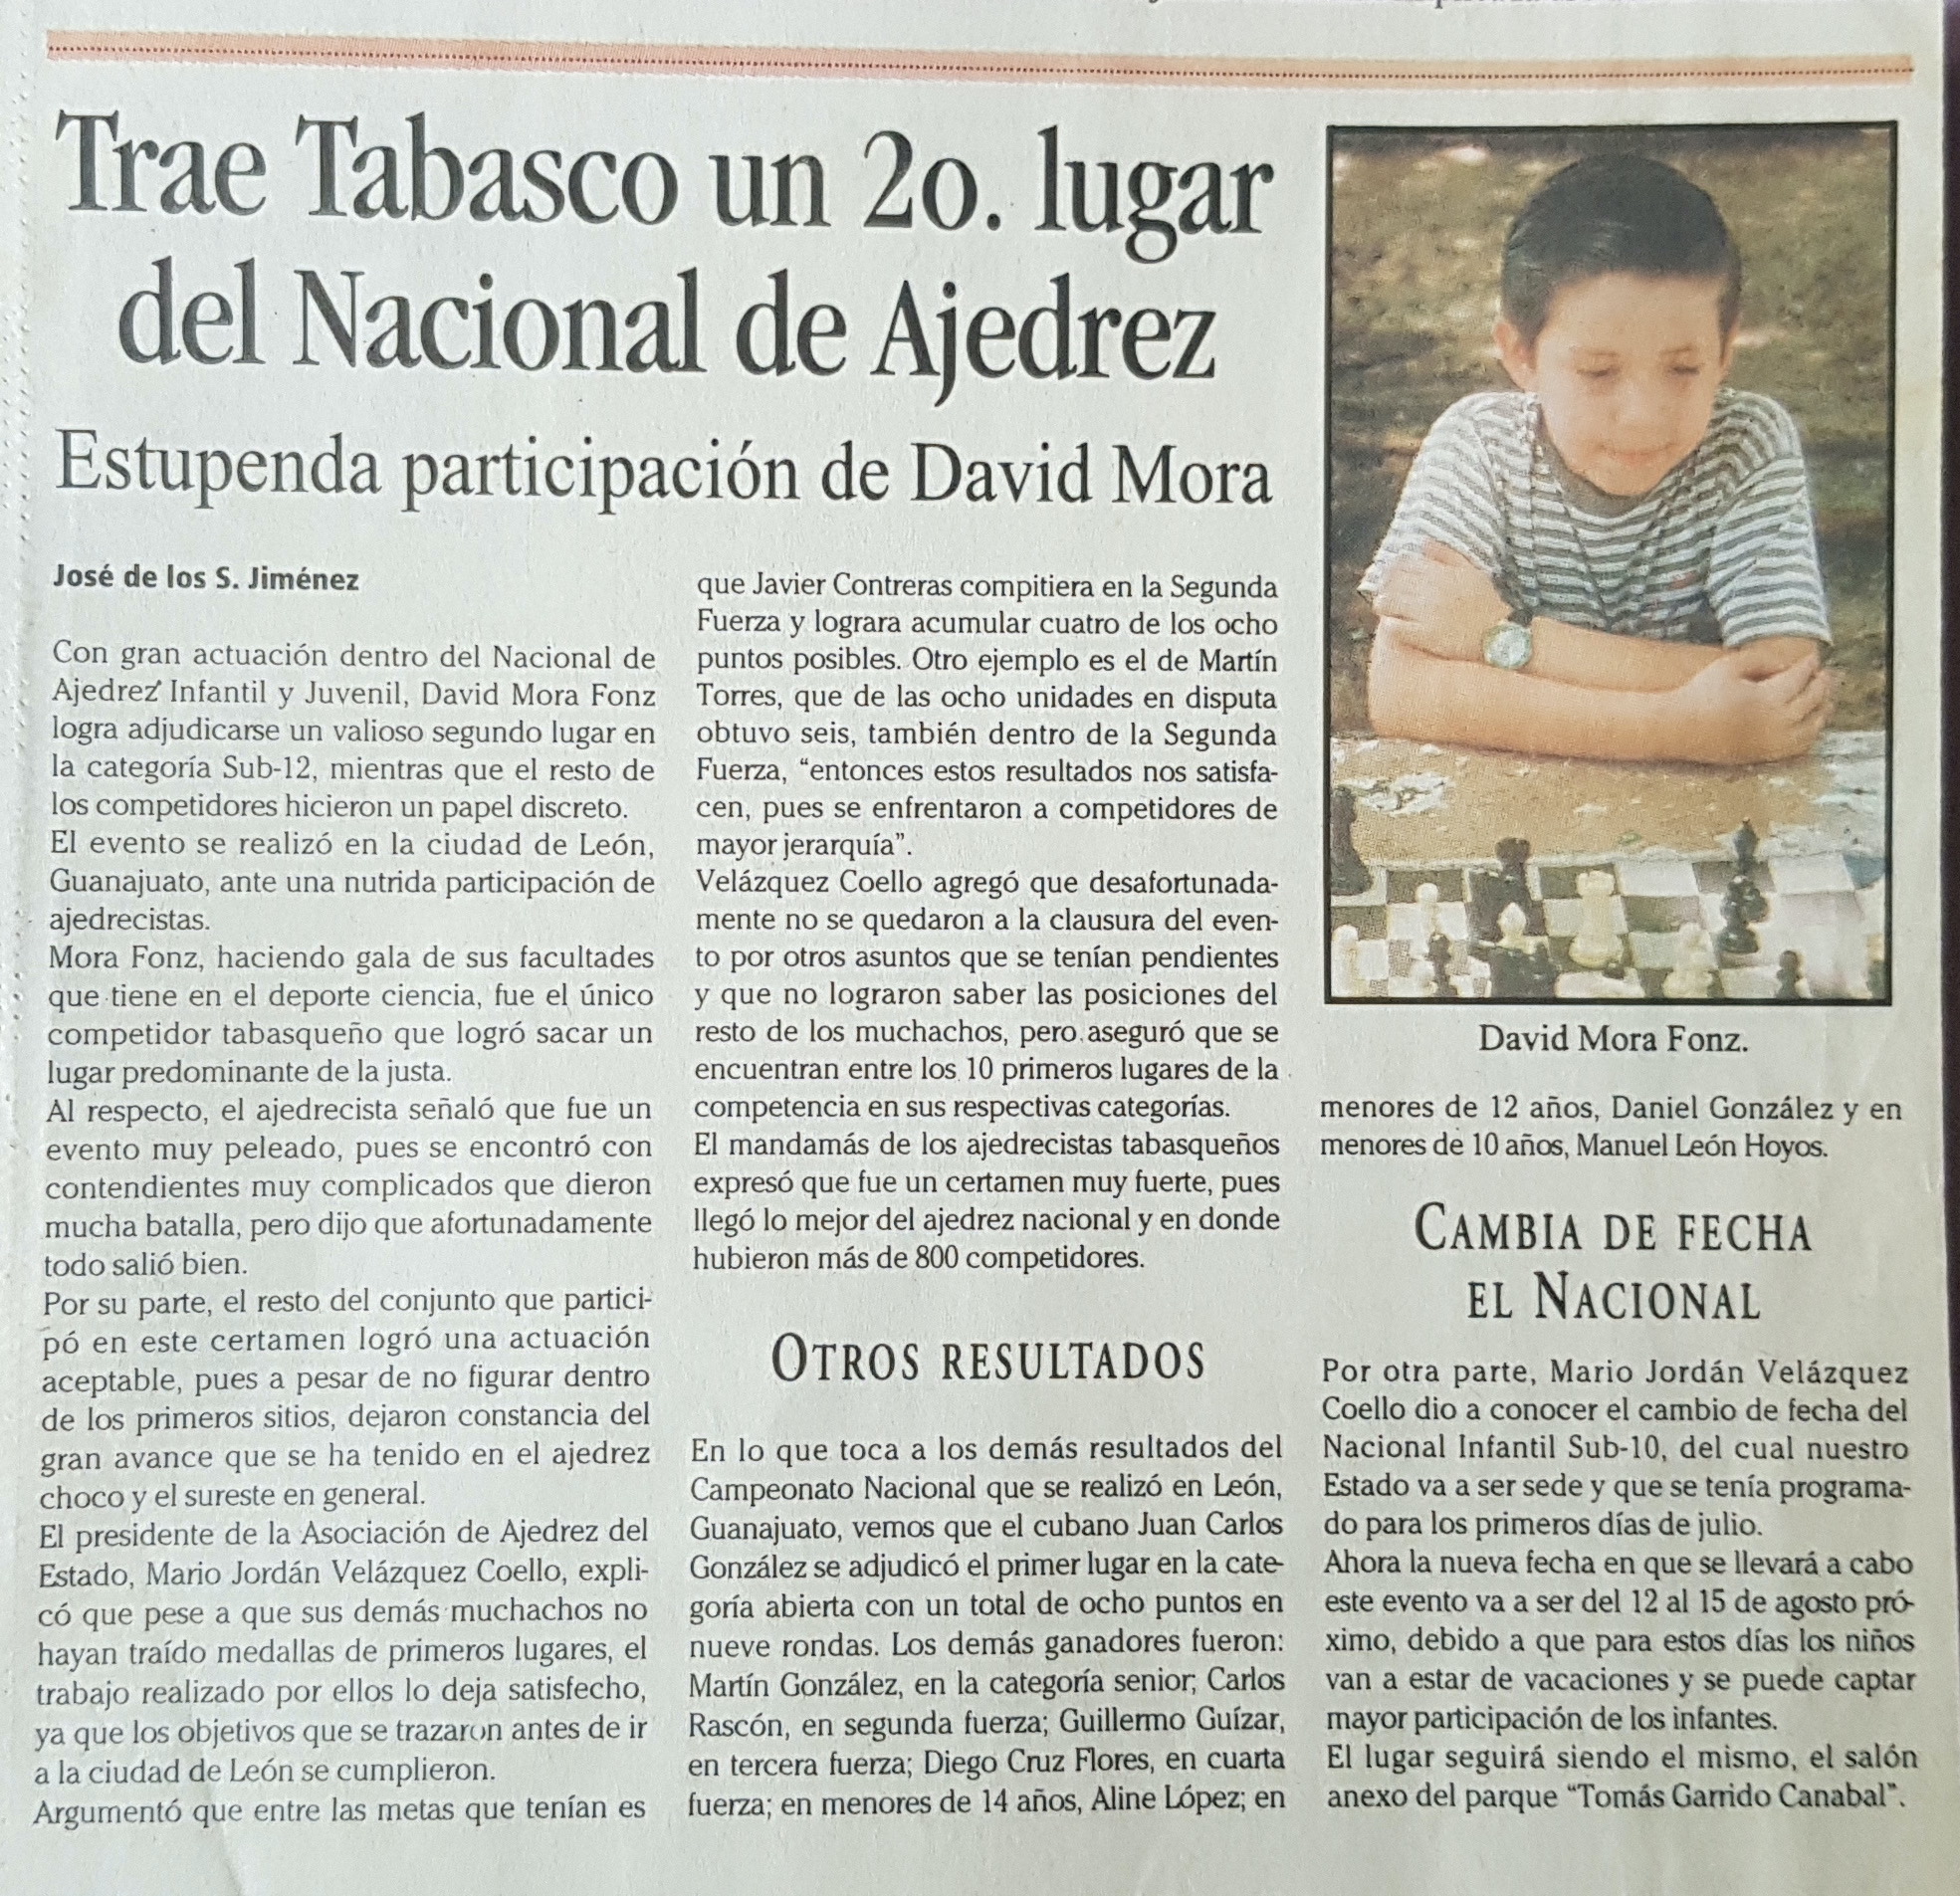 Trae Tabasco un 2o. lugar
del Nacional de Ajedrez
Estupenda participación de David Mora
José de los S. Jiménez
Con gran actuación dentro del Nacional de
Ajedrez Infantil y Juvenil, David Mora Fonz
logra adjudicarse un valioso segundo lugar en
la categoría Sub-12, mientras que el resto de
los competidores hicieron un papel discreto.
El evento se realizó en la ciudad de León,
Guanajuato, ante una nutrida participación de
ajedrecistas.
Mora Fonz, haciendo gala de sus facultades
que tiene en el deporte ciencia, fue el único
competidor tabasqueño que logró sacar un
lugar predominante de la justa.
Al respecto, el ajedrecista señaló que fue un
evento muy peleado, pues se encontró con
contendientes muy complicados que dieron
mucha batalla, pero dijo que afortunadamente
todo salió bien.
Por su parte, el resto del conjunto que partici-
pó en este certamen logró una actuación
aceptable, pues a pesar de no figurar dentro
de los primeros sitios, dejaron constancia del
gran avance que se ha tenido en el ajedrez
choco y el sureste en general.
El presidente de la Asociación de Ajedrez del
Estado, Mario Jordán Velázquez Coello, expli-
có que pese a que sus demás muchachos no
hayan traído medallas de primeros lugares, el
trabajo realizado por ellos lo deja satisfecho,
ya que los objetivos que se trazaron antes de ir
a la ciudad de León se cumplieron.
Argumentó que entre las metas que tenían es
que Javier Contreras compitiera en la Segunda
Fuerza y lograra acumular cuatro de los ocho
puntos posibles. Otro ejemplo es el de Martín
Torres, que de las ocho unidades en disputa
obtuvo seis, también dentro de la Segunda
Fuerza, “entonces estos resultados nos satisfa-
cen, pues se enfrentaron a competidores de
mayor jerarquía”.
Velázquez Coello agregó que desafortunada-
mente no se quedaron a la clausura del even-
to por otros asuntos que se tenían pendientes
y que no lograron saber las posiciones del
resto de los muchachos, pero aseguró que se
encuentran entre los 10 primeros lugares de la
competencia en sus respectivas categorías.
El mandamás de los ajedrecistas tabasqueños
expresó que fue un certamen muy fuerte, pues
llegó lo mejor del ajedrez nacional y en donde
hubieron más de 800 competidores.
OTROS RESULTADOS
En lo que toca a los demás resultados del
Campeonato Nacional que se realizó en León,
Guanajuato, vemos que el cubano Juan Carlos
González se adjudicó el primer lugar en la cate-
goría abierta con un total de ocho puntos en
nueve rondas. Los demás ganadores fueron:
Martín González, en la categoría senior; Carlos
Rascón, en segunda fuerza; Guillermo Guízar,
en tercera fuerza; Diego Cruz Flores, en cuarta
fuerza; en menores de 14 años, Aline López; en
David Mora Fonz.
menores de 12 años, Daniel González y en
menores de 10 años, Manuel León Hoyos.
CAMBIA DE FECHA
EL NACIONAL
Por otra parte, Mario Jordán Velázquez
Coello dio a conocer el cambio de fecha del
Nacional Infantil Sub-10, del cual nuestro
Estado va a ser sede y que se tenía programa-
do para los primeros días de julio.
Ahora la nueva fecha en que se llevará a cabo
este evento va a ser del 12 al 15 de agosto pró-
ximo, debido a que para estos días los niños
van a estar de vacaciones y se puede captar
mayor participación de los infantes.
El lugar seguirá siendo el mismo, el salón
anexo del parque “Tomás Garrido Canabal”.